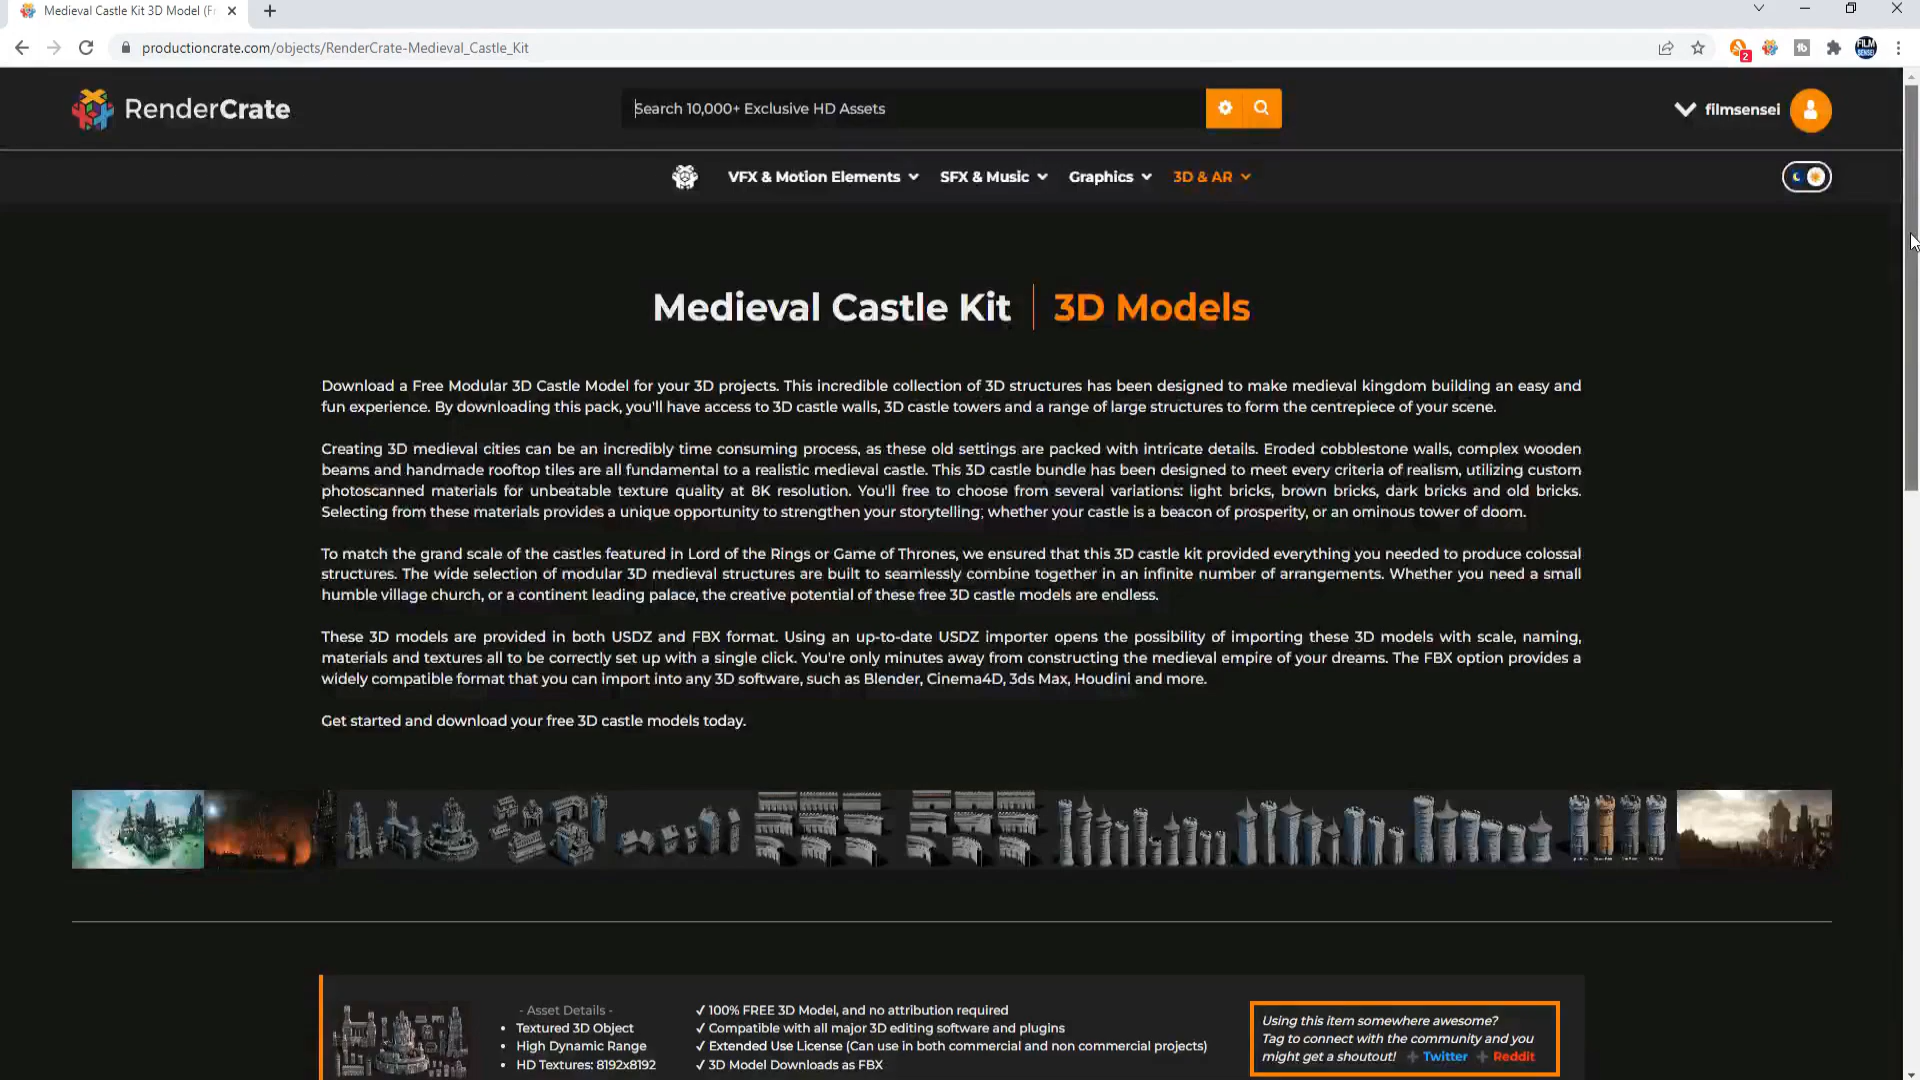 Medieval Castle Kit 3D Model (Fr
productioncrate.com/objects/RenderCrate-Medieval_Castle_Kit
2
FILM
SENSEI
RenderCrate
Search 10,000+ Exclusive HD Assets
filmsensei
VFX & Motion Elements
SFX & Music
Graphics
3D & AR
Medieval Castle Kit
3D Models
Download a Free Modular 3D Castle Model for your 3D projects. This incredible collection of 3D structures has been designed to make medieval kingdom building an easy and
fun experience. By downloading this pack, you'll have access to 3D castle walls, 3D castle towers and a range of large structures to form the centrepiece of your scene.
Creating 3D medieval cities can be an incredibly time consuming process, as these old settings are packed with intricate details. Eroded cobblestone walls, complex wooden
beams and handmade rooftop tiles are all fundamental to a realistic medieval castle. This 3D castle bundle has been designed to meet every criteria of realism, utilizing custom
photoscanned materials for unbeatable texture quality at 8K resolution. You'll free to choose from several variations: light bricks, brown bricks, dark bricks and old bricks.
Selecting from these materials provides a unique opportunity to strengthen your storytelling; whether your castle is a beacon of prosperity, or an ominous tower of doom.
To match the grand scale of the castles featured in Lord of the Rings or Game of Thrones, we ensured that this 3D castle kit provided everything you needed to produce colossal
structures. The wide selection of modular 3D medieval structures are built to seamlessly combine together in an infinite number of arrangements. Whether you need a small
humble village church, or a continent leading palace, the creative potential of these free 3D castle models are endless.
These 3D models are provided in both USDZ and FBX format. Using an up-to-date USDZ importer opens the possibility of importing these 3D models with scale, naming,
materials and textures all to be correctly set up with a single click. You're only minutes away from constructing the medieval empire of your dreams. The FBX option provides a
widely compatible format that you can import into any 3D software, such as Blender, Cinema4D, 3ds Max, Houdini and more.
Get started and download your free 3D castle models today.
- Asset Details -
• Textured 3D Object
• High Dynamic Range
• HD Textures: 8192x8192
✓ 100% FREE 3D Model, and no attribution required
✓ Compatible with all major 3D editing software and plugins
✓ Extended Use License (Can use in both commercial and non commercial projects)
✓ 3D Model Downloads as FBX
Using this item somewhere awesome?
Tag to connect with the community and you
might get a shoutout! + Twitter + Reddit